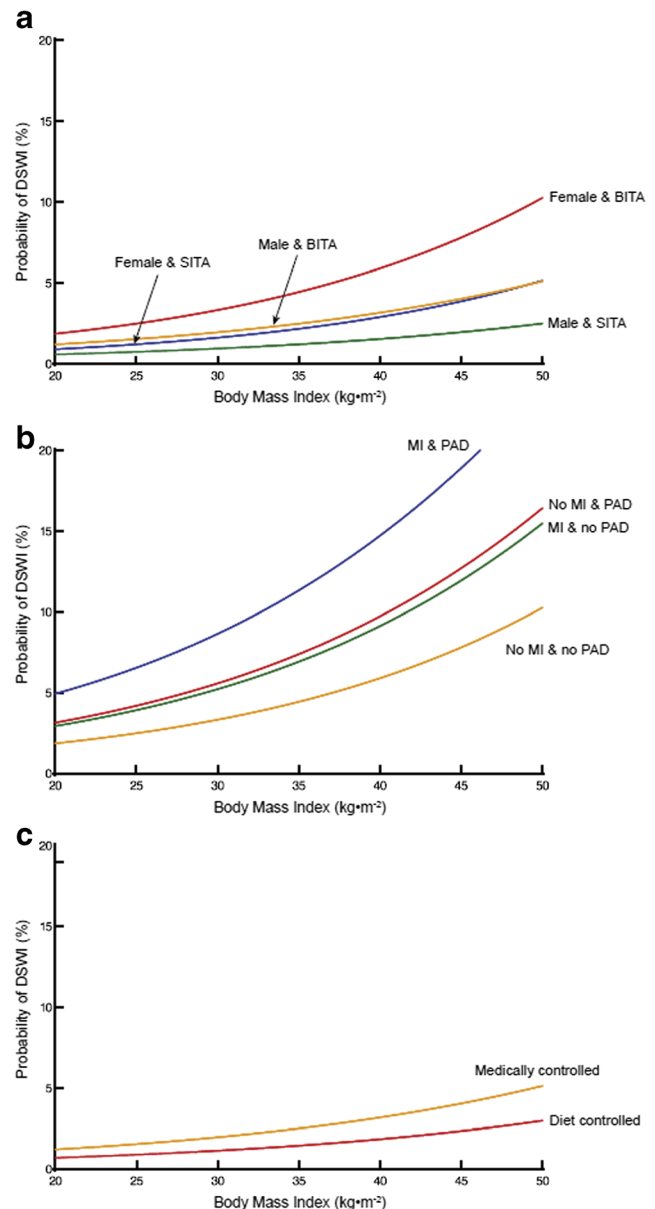 a
20
15
10
5
0
Probability of DSWI (%)
Female & BITA
Male & BITA
Female & SITA
Male & SITA
20 25 30 35 40 45 50
Body Mass Index (kg•m⁻²)
b
20
15
10
5
0
Probability of DSWI (%)
MI & PAD
No MI & PAD
MI & no PAD
No MI & no PAD
20 25 30 35 40 45 50
Body Mass Index (kg•m⁻²)
c
20
15
10
5
0
Probability of DSWI (%)
Medically controlled
Diet controlled
20 25 30 35 40 45 50
Body Mass Index (kg•m⁻²)